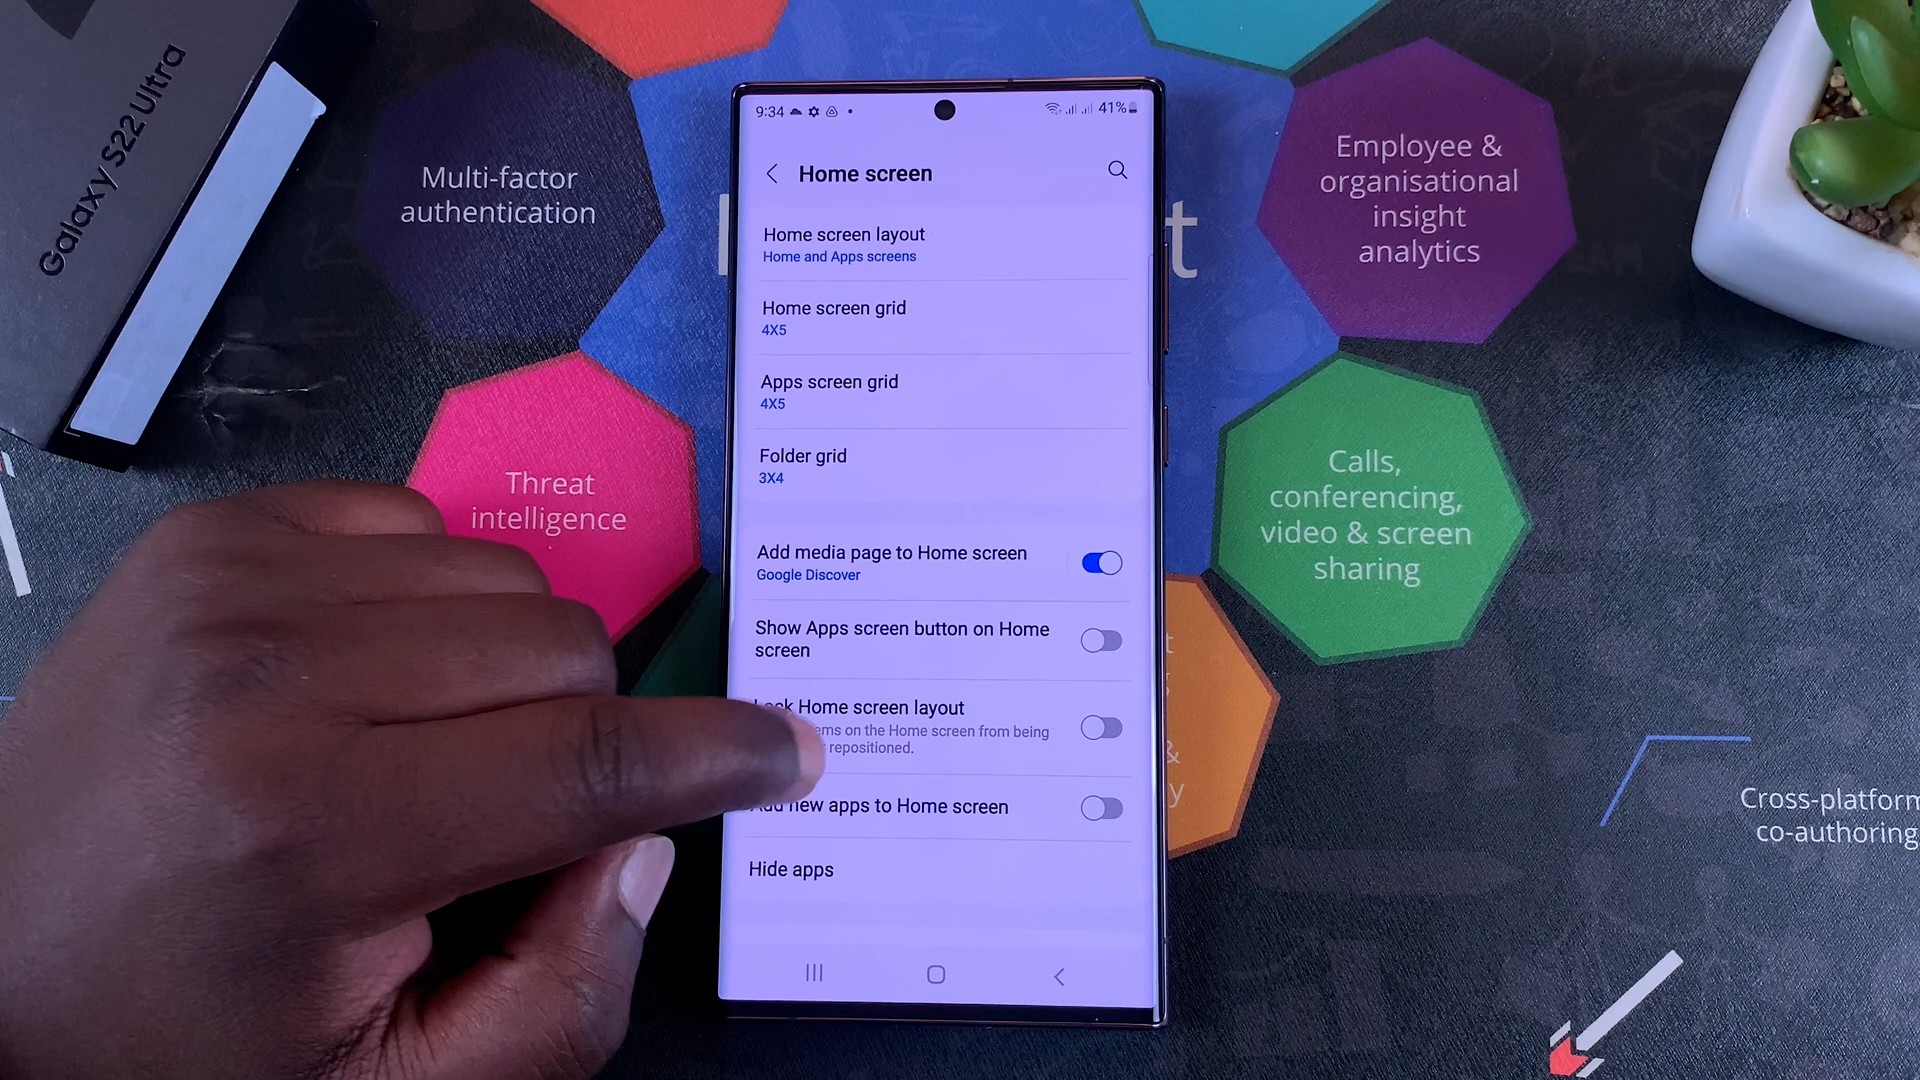 Galaxy S22 Ultra
Multi-factor
authentication
Threat
intelligence
Employee &
organisational
insight
analytics
Calls,
conferencing,
video & screen
sharing
Cross-platform
co-authoring
t
&
y
9:34
41%
Home screen
Home screen layout
Home and Apps screens
Home screen grid
4X5
Apps screen grid
4X5
Folder grid
3X4
Add media page to Home screen
Google Discover
Show Apps screen button on Home
screen
Lock Home screen layout
ems on the Home screen from being
repositioned.
Add new apps to Home screen
Hide apps